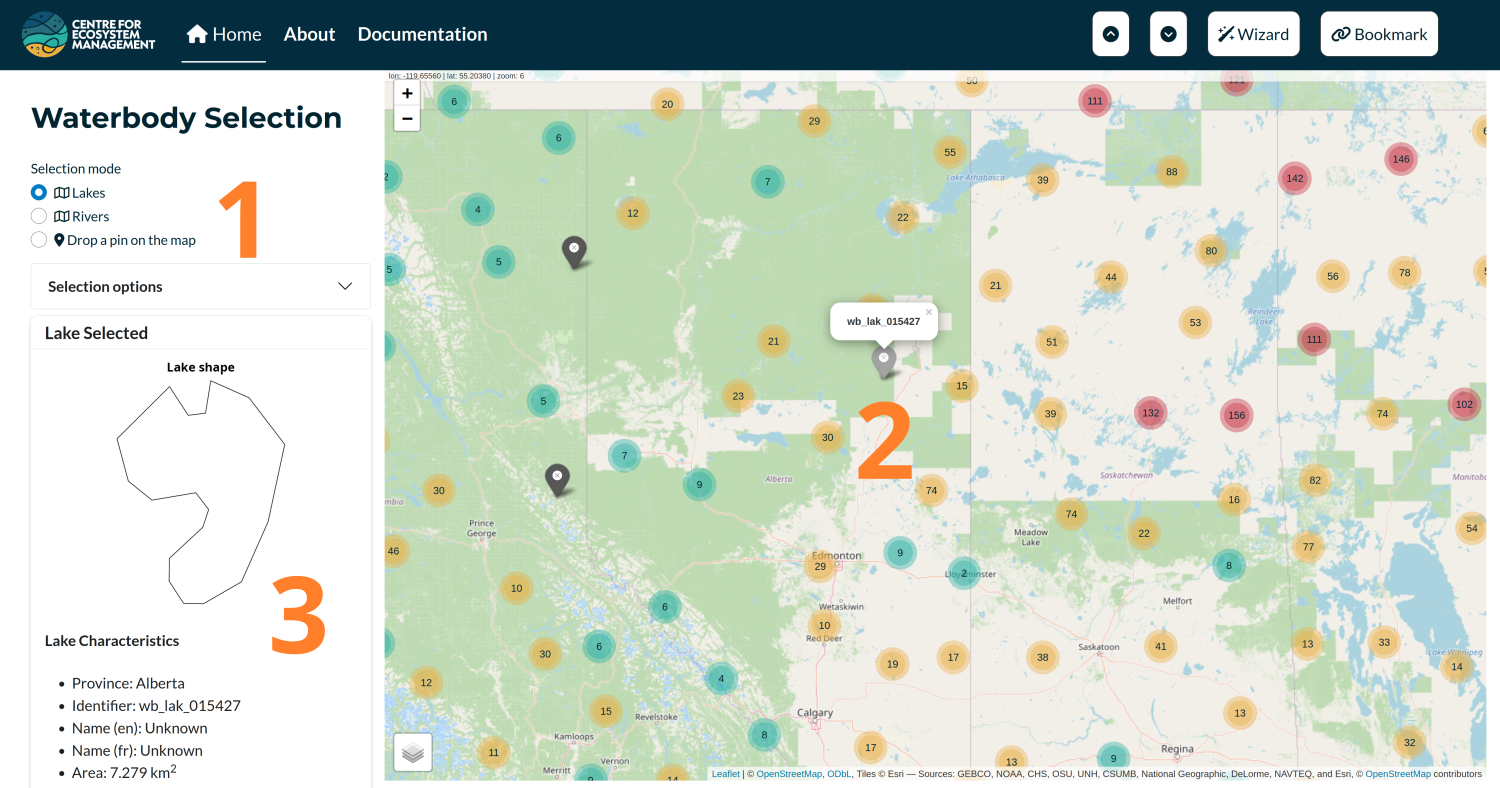 CENTRE FOR
ECOSYSTEM
MANAGEMENT
Home
About
Documentation
Wizard
Bookmark
Waterbody Selection
Selection mode
Lakes
Rivers
Drop a pin on the map
1
Selection options
Lake Selected
Lake shape
3
Lake Characteristics
Province: Alberta
Identifier: wb_lak_015427
Name (en): Unknown
Name (fr): Unknown
Area: 7.279 km2
lon: -119.65560 | lat: 55.20380 | zoom: 6
+
−
50
121
6
20
111
29
6
55
146
142
88
39
7
Lake Athabasca
2
4
12
22
80
5
5
44
56
78
21
Reindeer
Lake
53
wb_lak_015427
21
51
111
15
23
5
39
132
156
74
102
2
30
7
9
Alberta
Saskatchewan
Manitoba
82
30
74
16
mbia
74
Prince
George
Meadow
Lake
22
54
77
46
Edmonton
29
9
2
Lloydminster
8
10
6
Wetaskiwin
Melfort
10
Red Deer
30
6
19
17
38
Saskatoon
41
13
33
Lake Winnipeg
14
12
4
15
Revelstoke
Calgary
13
8
Kamloops
11
17
Regina
32
Vernon
Merritt
13
9
9
14
Leaflet | © OpenStreetMap, ODbL, Tiles © Esri — Sources: GEBCO, NOAA, CHS, OSU, UNH, CSUMB, National Geographic, DeLorme, NAVTEQ, and Esri, © OpenStreetMap contributors